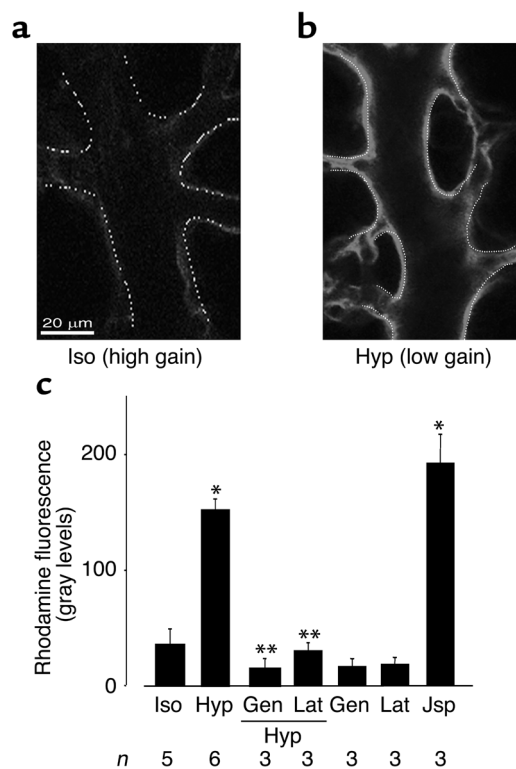 a
b
20 μm
Iso (high gain)
Hyp (low gain)
c
Rhodamine fluorescence
(gray levels)
200
100
0
*
*
**
**
Iso Hyp Gen Lat Gen Lat Jsp
Hyp
n 5 6 3 3 3 3 3